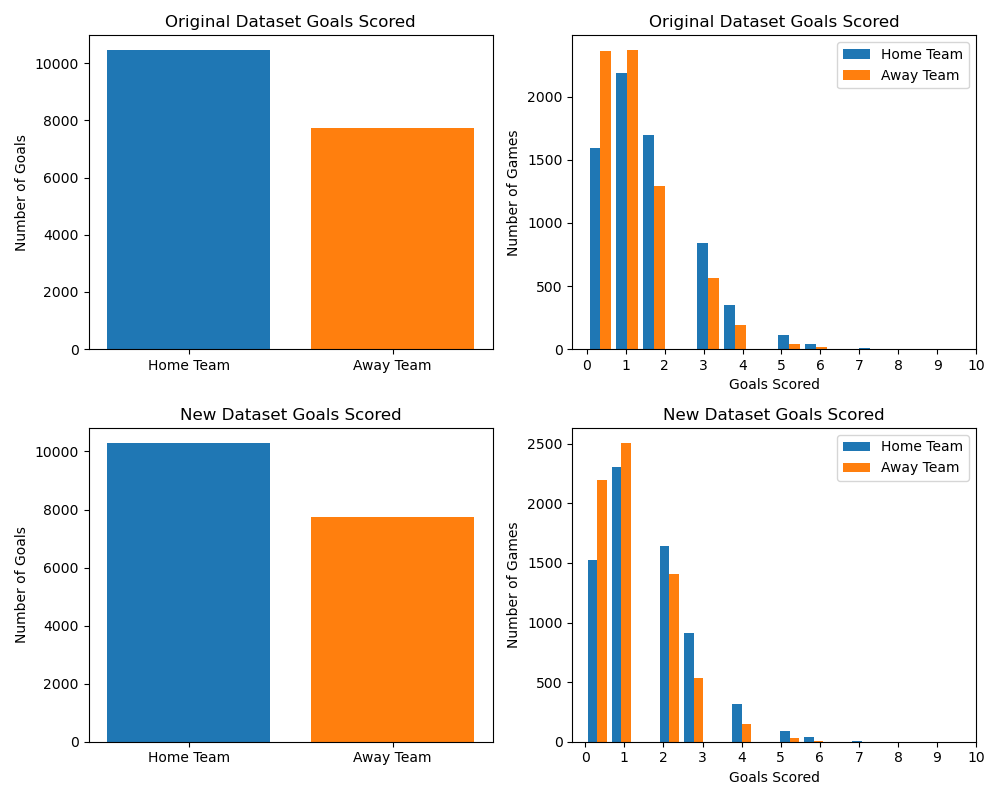 Original Dataset Goals Scored
Number of Goals
10000
8000
6000
4000
2000
0
Home Team Away Team
Original Dataset Goals Scored
Number of Games
2000
1500
1000
500
0
Home Team
Away Team
0 1 2 3 4 5 6 7 8 9 10
Goals Scored
New Dataset Goals Scored
Number of Goals
10000
8000
6000
4000
2000
0
Home Team Away Team
New Dataset Goals Scored
Number of Games
2500
2000
1500
1000
500
0
Home Team
Away Team
0 1 2 3 4 5 6 7 8 9 10
Goals Scored